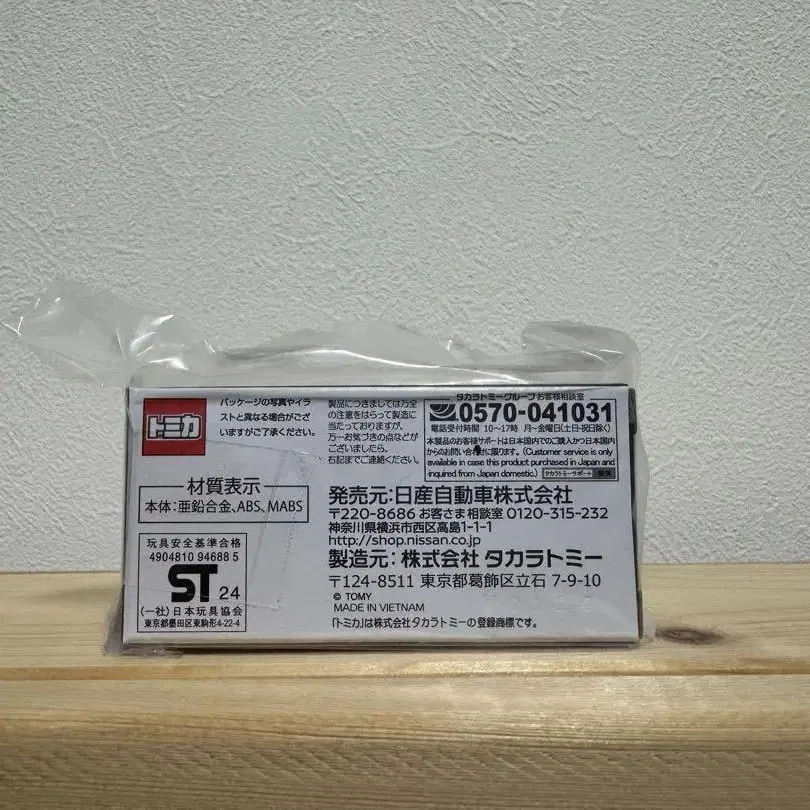 トミカ
パッケージの写真やイラ
ストと異なる場合がござ
いますがご了承ください。
製品につきましては万全
の注意をはらって製造に
当たっておりますが、
万一お気づきの点などが
ございましたら、
右記までご連絡ください。
タカラトミーグループお客様相談室
0570-041031
電話受付時間 10〜17時 月〜金曜日(土・日・祝日除く)
本製品のお客様サポートは日本国内でのご購入かつ日本国内
からのお問い合わせに限ります。(Customer service is only
available in case this product purchased in Japan and
inquired from Japan domestic.)
タカラトミーサポート 検索
材質表示
本体:亜鉛合金、ABS、MABS
玩具安全基準合格
4904810 94688 5
ST 24
(一社)日本玩具協会
東京都墨田区東駒形4-22-4
発売元:日産自動車株式会社
〒220-8686 お客さま相談室 0120-315-232
神奈川県横浜市西区高島1-1-1
http://shop.nissan.co.jp
製造元:株式会社 タカラトミー
〒124-8511 東京都葛飾区立石 7-9-10
© TOMY
MADE IN VIETNAM
「トミカ」は株式会社タカラトミーの登録商標です。